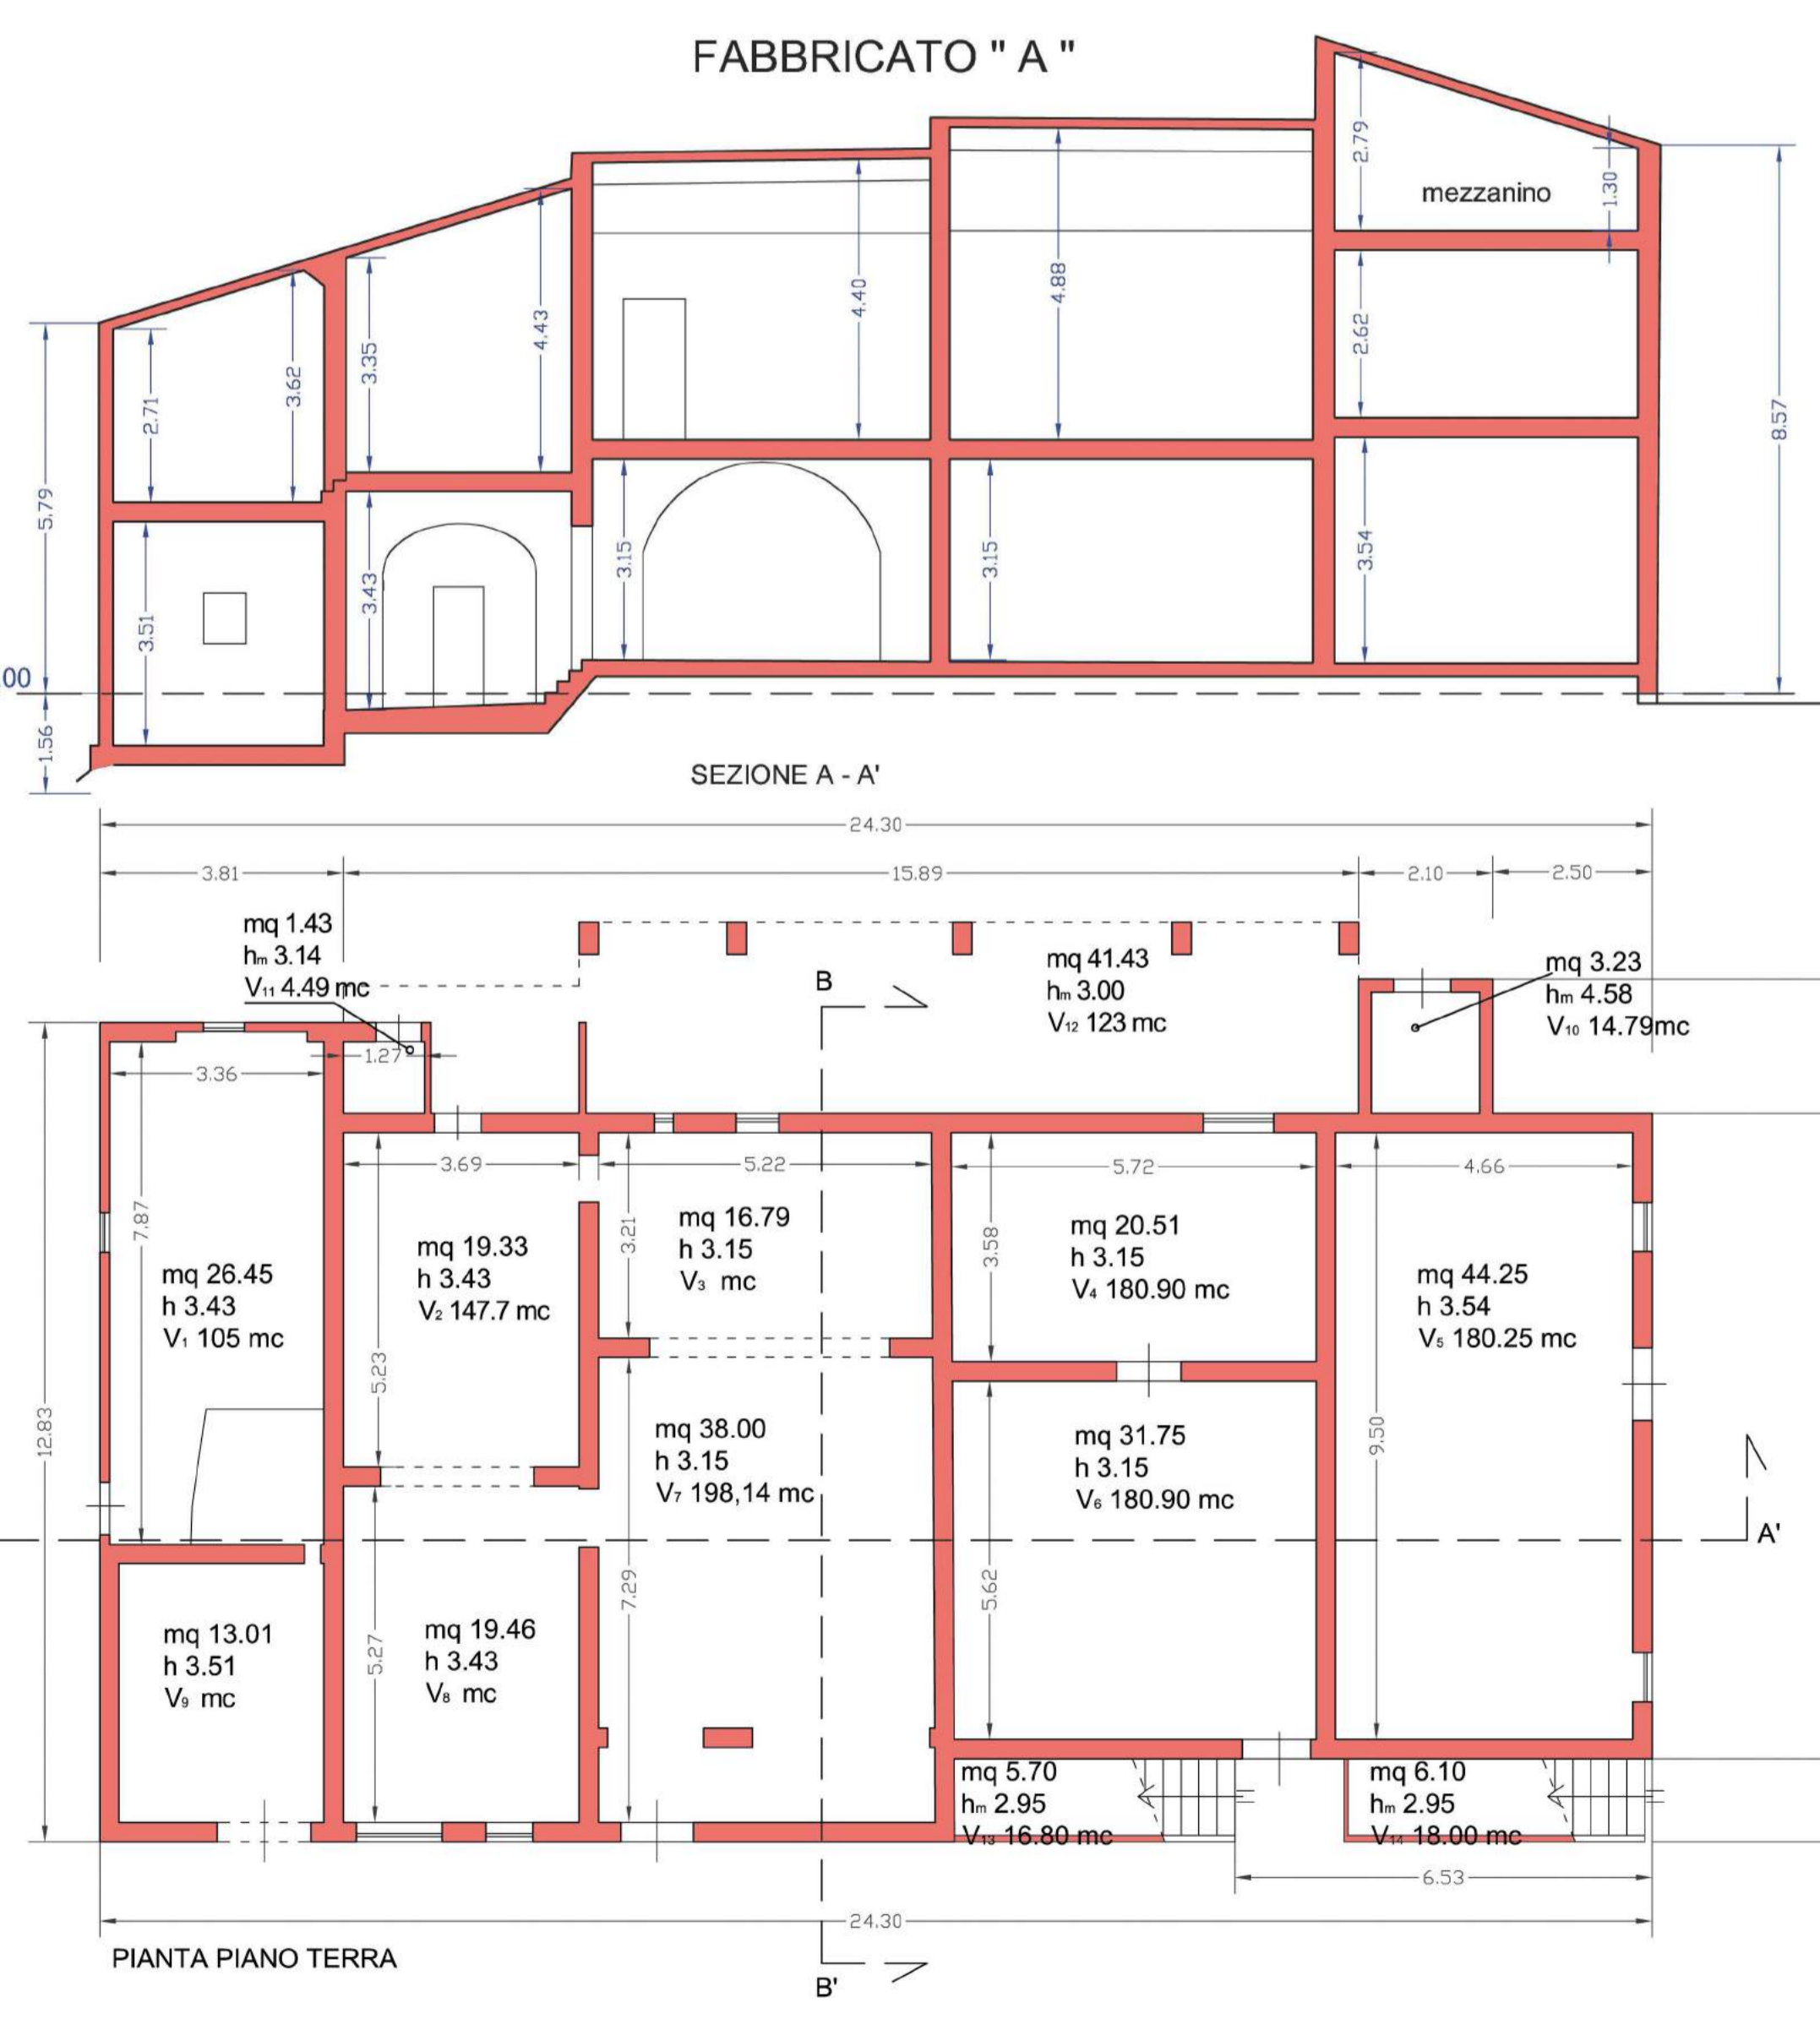 FABBRICATO " A "
2.79
1.30
mezzanino
4.43
4.40
4.88
3.35
3.62
2.71
2.62
8.57
5.79
3.51
3.43
3.15
3.15
3.54
.00
1.56
SEZIONE A - A'
24.30
3.81
15.89
2.10
2.50
mq 1.43
hm 3.14
V11 4.49 mc
B
mq 41.43
hm 3.00
V12 123 mc
mq 3.23
hm 4.58
V10 14.79mc
1.27
3.36
3.69
5.22
5.72
4.66
7.87
3.21
3.58
mq 26.45
h 3.43
V1 105 mc
mq 19.33
h 3.43
V2 147.7 mc
mq 16.79
h 3.15
V3 mc
mq 20.51
h 3.15
V4 180.90 mc
mq 44.25
h 3.54
V5 180.25 mc
5.23
12.83
9.50
mq 38.00
h 3.15
V7 198,14 mc
mq 31.75
h 3.15
V6 180.90 mc
A'
7.29
5.62
5.27
mq 13.01
h 3.51
V9 mc
mq 19.46
h 3.43
V8 mc
mq 5.70
hm 2.95
V13 16.80 mc
mq 6.10
hm 2.95
V14 18.00 mc
6.53
24.30
PIANTA PIANO TERRA
B'